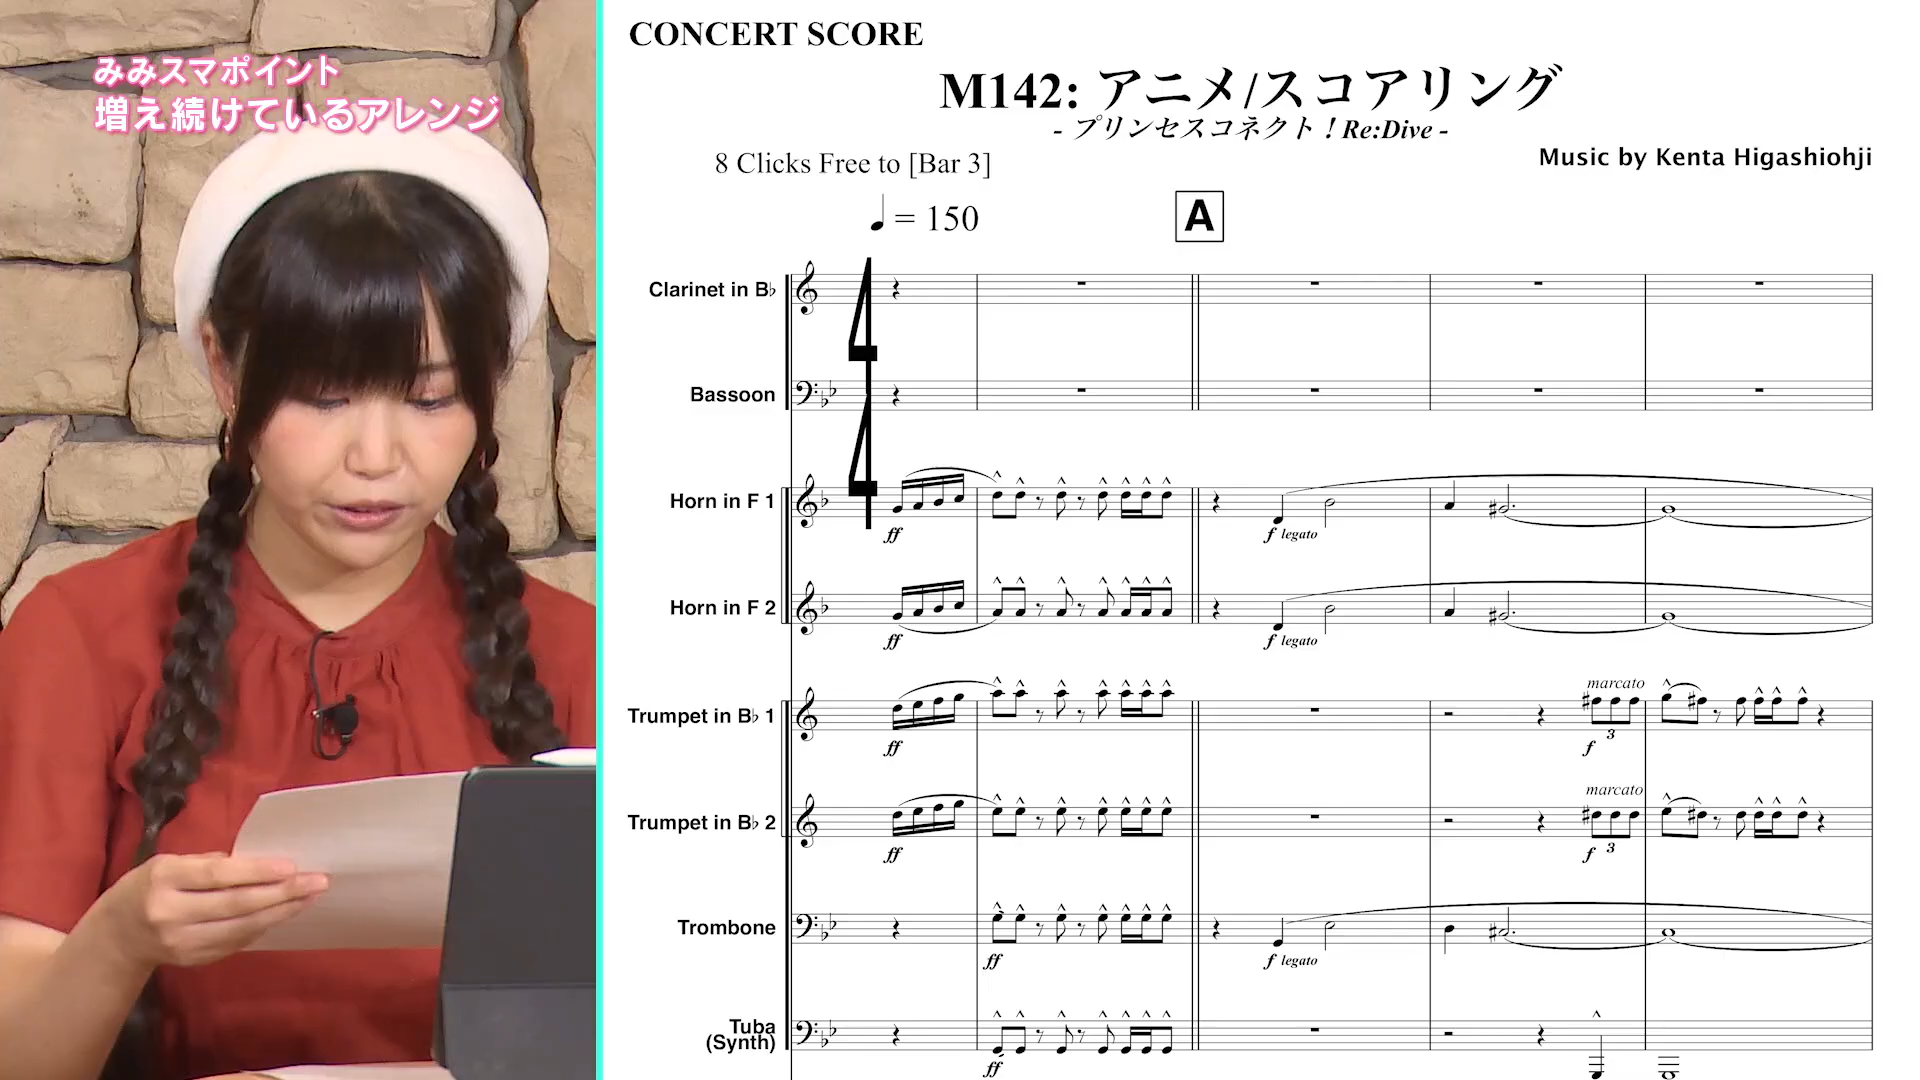 みみスマポイント
増え続けているアレンジ
CONCERT SCORE
M142: アニメ/スコアリング
- プリンセスコネクト！Re:Dive -
8 Clicks Free to [Bar 3]
Music by Kenta Higashiohji
♩ = 150
A
4
4
Clarinet in B♭
Bassoon
Horn in F 1
ff
f legato
Horn in F 2
ff
f legato
Trumpet in B♭ 1
marcato
3
ff
f
Trumpet in B♭ 2
marcato
3
ff
f
Trombone
ff
f legato
Tuba
(Synth)
ff